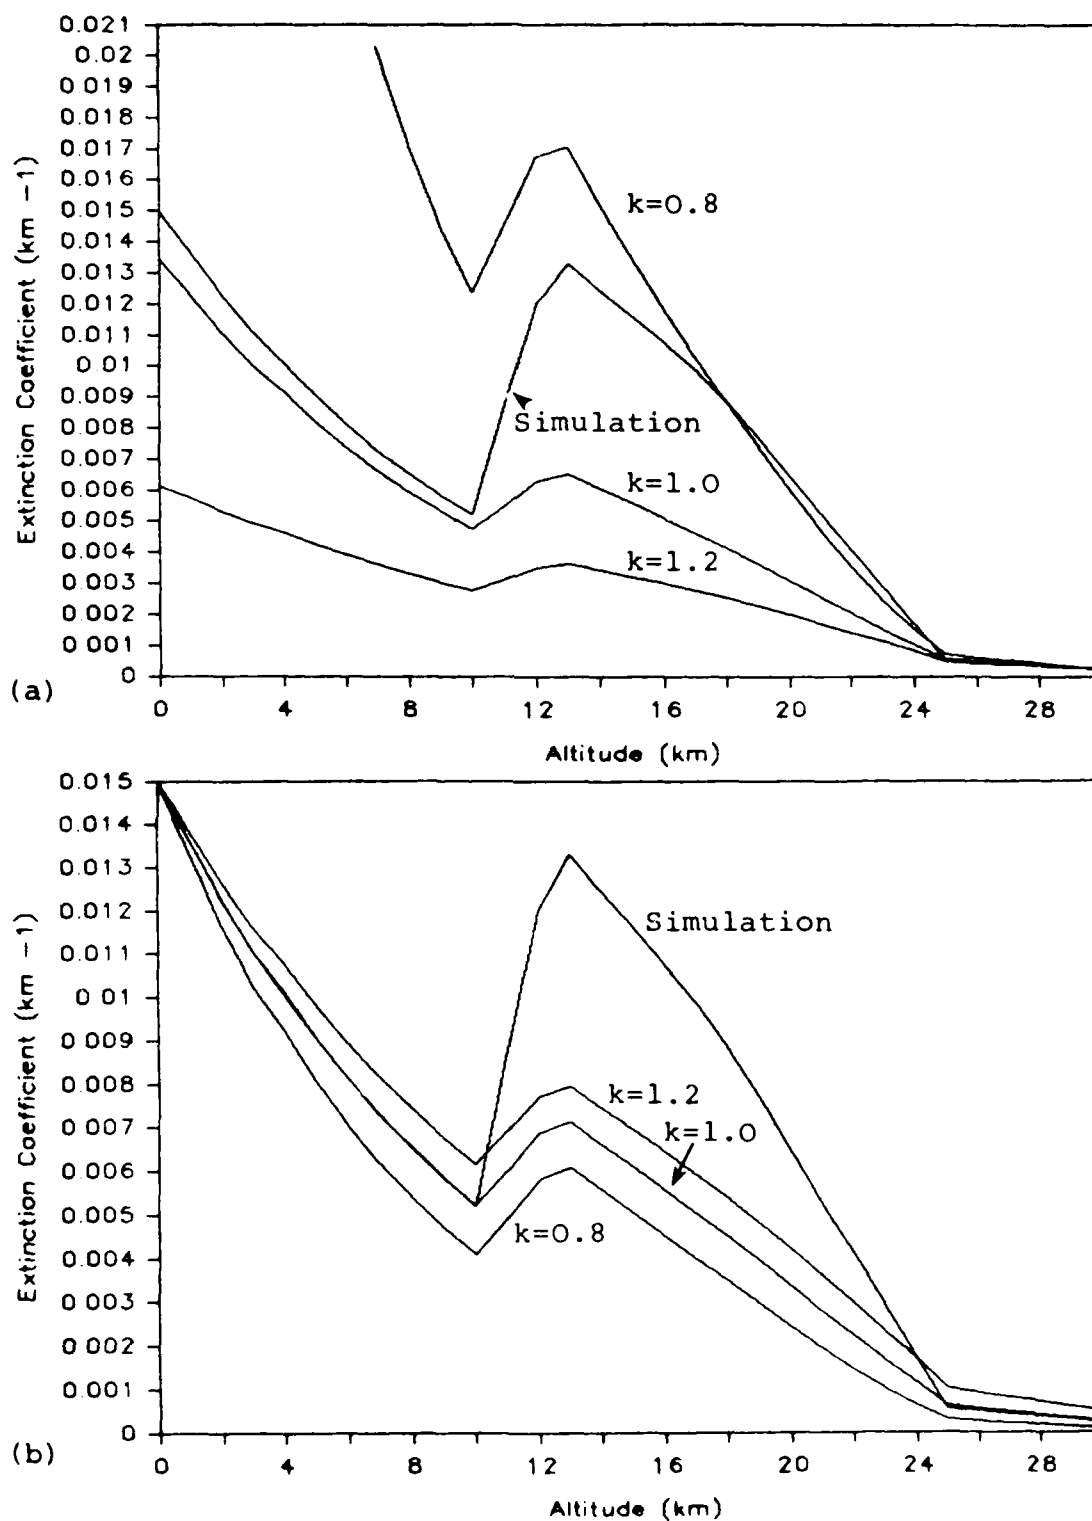 0.021
0.02
0.019
0.018
0.017
0.016
0.015
0.014
0.013
0.012
0.011
0.01
0.009
0.008
0.007
0.006
0.005
0.004
0.003
0.002
0.001
0
Extinction Coefficient (km -1)
k=0.8
Simulation
k=1.0
k=1.2
(a)
0 4 8 12 16 20 24 28
Altitude (km)
0.015
0.014
0.013
0.012
0.011
0.01
0.009
0.008
0.007
0.006
0.005
0.004
0.003
0.002
0.001
0
Extinction Coefficient (km -1)
Simulation
k=1.2
k=1.0
k=0.8
(b)
0 4 8 12 16 20 24 28
Altitude (km)